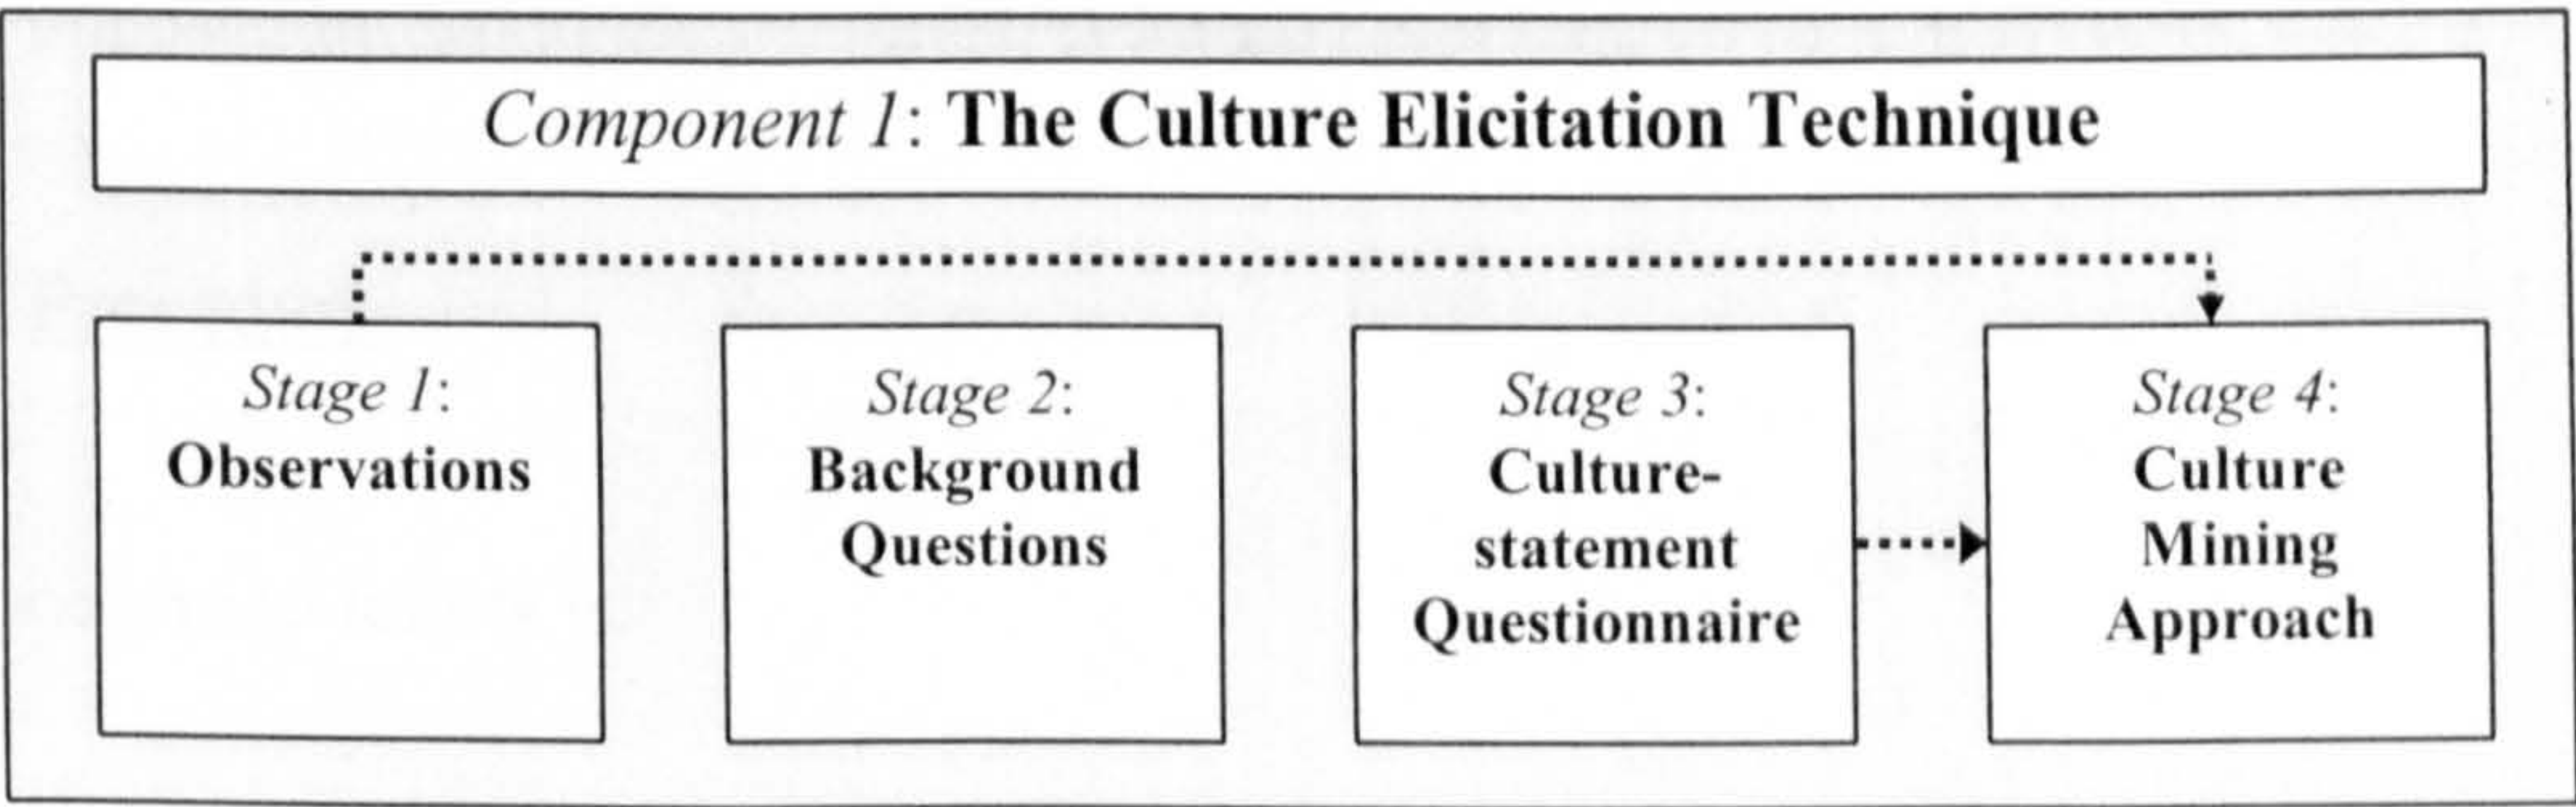 Component 1: The Culture Elicitation Technique
Stage 1:
Observations
Stage 2:
Background
Questions
Stage 3:
Culture-
statement
Questionnaire
Stage 4:
Culture
Mining
Approach